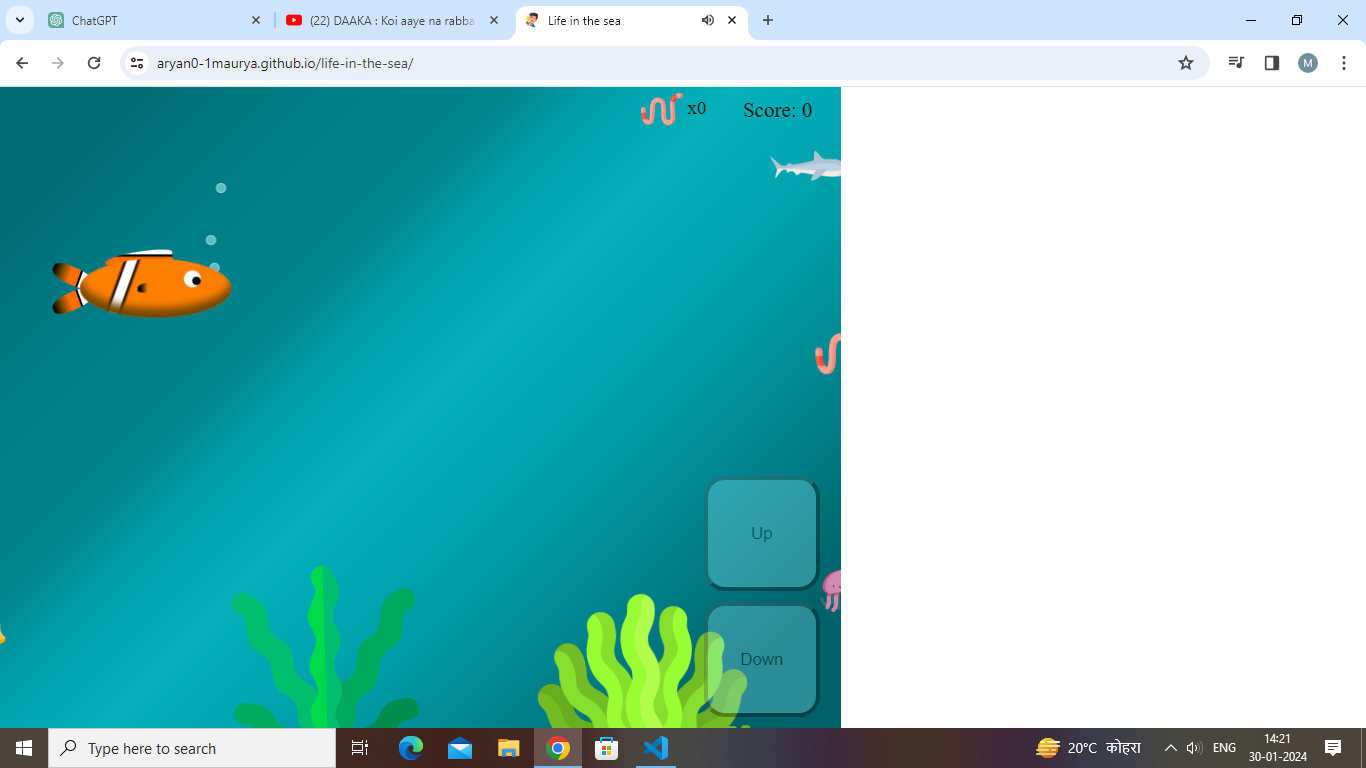 ChatGPT
(22) DAAKA : Koi aaye na rabba
Life in the sea
aryan0-1maurya.github.io/life-in-the-sea/
M
x0
Score: 0
Up
Down
Type here to search
20°C कोहरा
ENG
14:21
30-01-2024